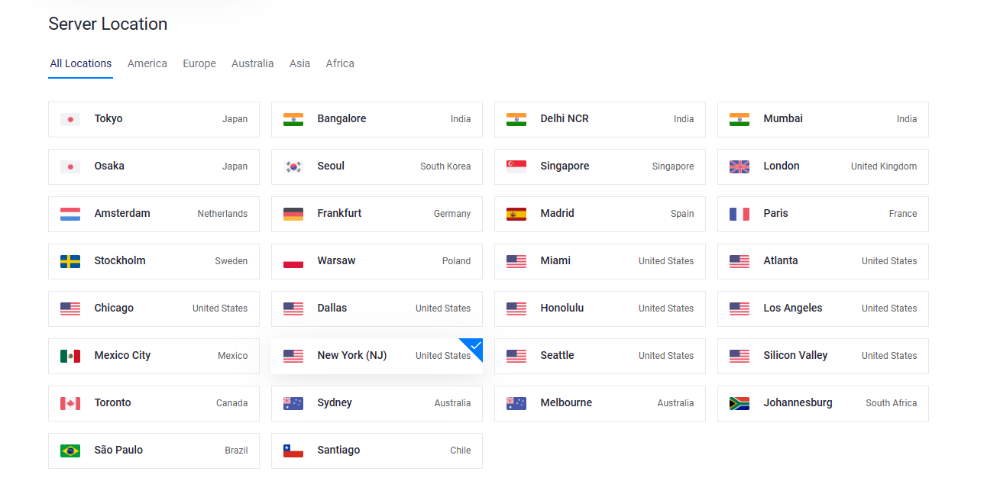 Server Location
All Locations America Europe Australia Asia Africa
Tokyo Japan Bangalore India Delhi NCR India Mumbai India
Osaka Japan Seoul South Korea Singapore Singapore London United Kingdom
Amsterdam Netherlands Frankfurt Germany Madrid Spain Paris France
Stockholm Sweden Warsaw Poland Miami United States Atlanta United States
Chicago United States Dallas United States Honolulu United States Los Angeles United States
Mexico City Mexico New York (NJ) United States Seattle United States Silicon Valley United States
Toronto Canada Sydney Australia Melbourne Australia Johannesburg South Africa
São Paulo Brazil Santiago Chile